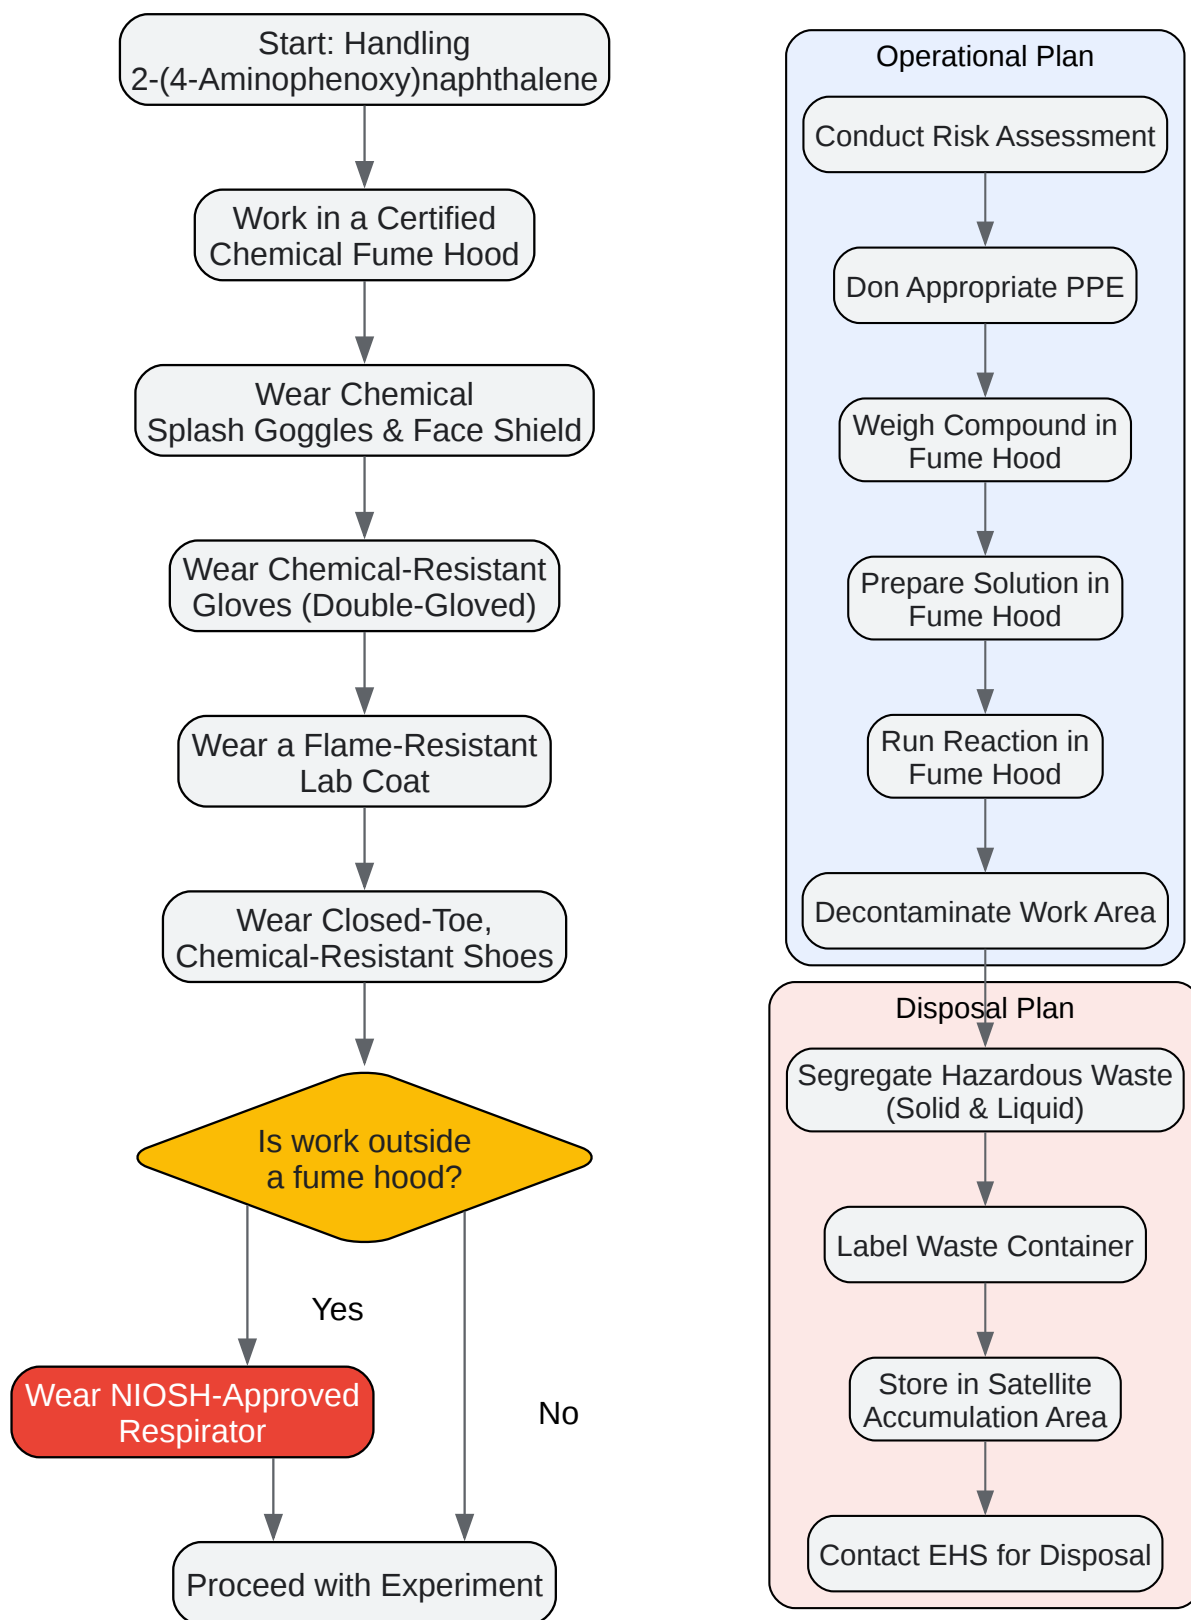 Start: Handling
2-(4-Aminophenoxy)naphthalene
Work in a Certified
Chemical Fume Hood
Wear Chemical
Splash Goggles & Face Shield
Wear Chemical-Resistant
Gloves (Double-Gloved)
Wear a Flame-Resistant
Lab Coat
Wear Closed-Toe,
Chemical-Resistant Shoes
Is work outside
a fume hood?
Yes
No
Wear NIOSH-Approved
Respirator
Proceed with Experiment
Operational Plan
Conduct Risk Assessment
Don Appropriate PPE
Weigh Compound in
Fume Hood
Prepare Solution in
Fume Hood
Run Reaction in
Fume Hood
Decontaminate Work Area
Disposal Plan
Segregate Hazardous Waste
(Solid & Liquid)
Label Waste Container
Store in Satellite
Accumulation Area
Contact EHS for Disposal